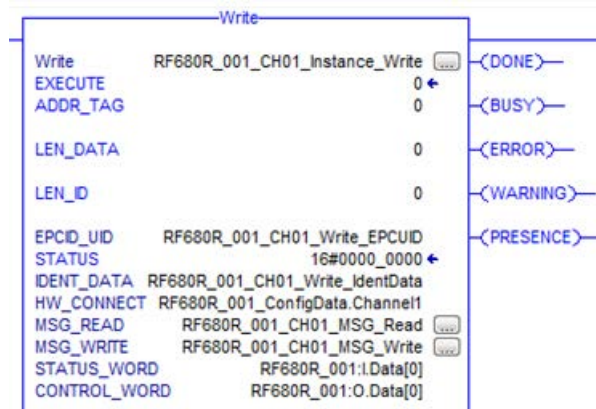 Write
Write RF680R_001_CH01_Instance_Write ... (DONE)
EXECUTE 0
ADDR_TAG 0 (BUSY)
LEN_DATA 0 (ERROR)
LEN_ID 0 (WARNING)
EPCID_UID RF680R_001_CH01_Write_EPCUID (PRESENCE)
STATUS 16#0000_0000
IDENT_DATA RF680R_001_CH01_Write_IdentData
HW_CONNECT RF680R_001_ConfigData.Channel1
MSG_READ RF680R_001_CH01_MSG_Read ...
MSG_WRITE RF680R_001_CH01_MSG_Write ...
STATUS_WORD RF680R_001:I.Data[0]
CONTROL_WORD RF680R_001:O.Data[0]